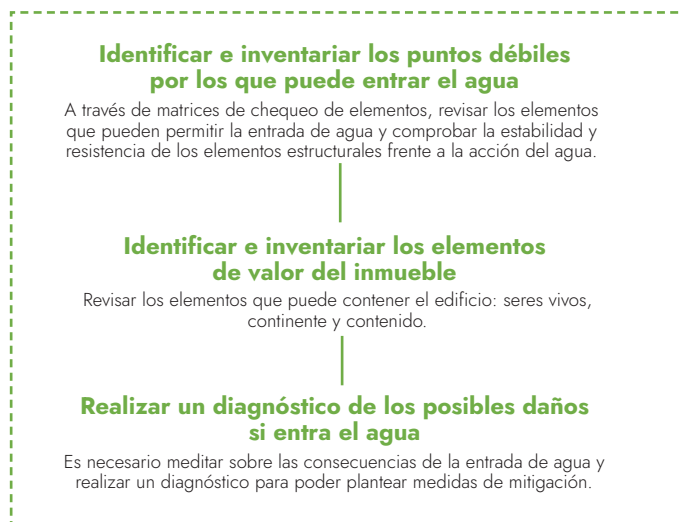 Identificar e inventariar los puntos débiles
por los que puede entrar el agua
A través de matrices de chequeo de elementos, revisar los elementos
que pueden permitir la entrada de agua y comprobar la estabilidad y
resistencia de los elementos estructurales frente a la acción del agua.
Identificar e inventariar los elementos
de valor del inmueble
Revisar los elementos que puede contener el edificio: seres vivos,
continente y contenido.
Realizar un diagnóstico de los posibles daños
si entra el agua
Es necesario meditar sobre las consecuencias de la entrada de agua y
realizar un diagnóstico para poder plantear medidas de mitigación.